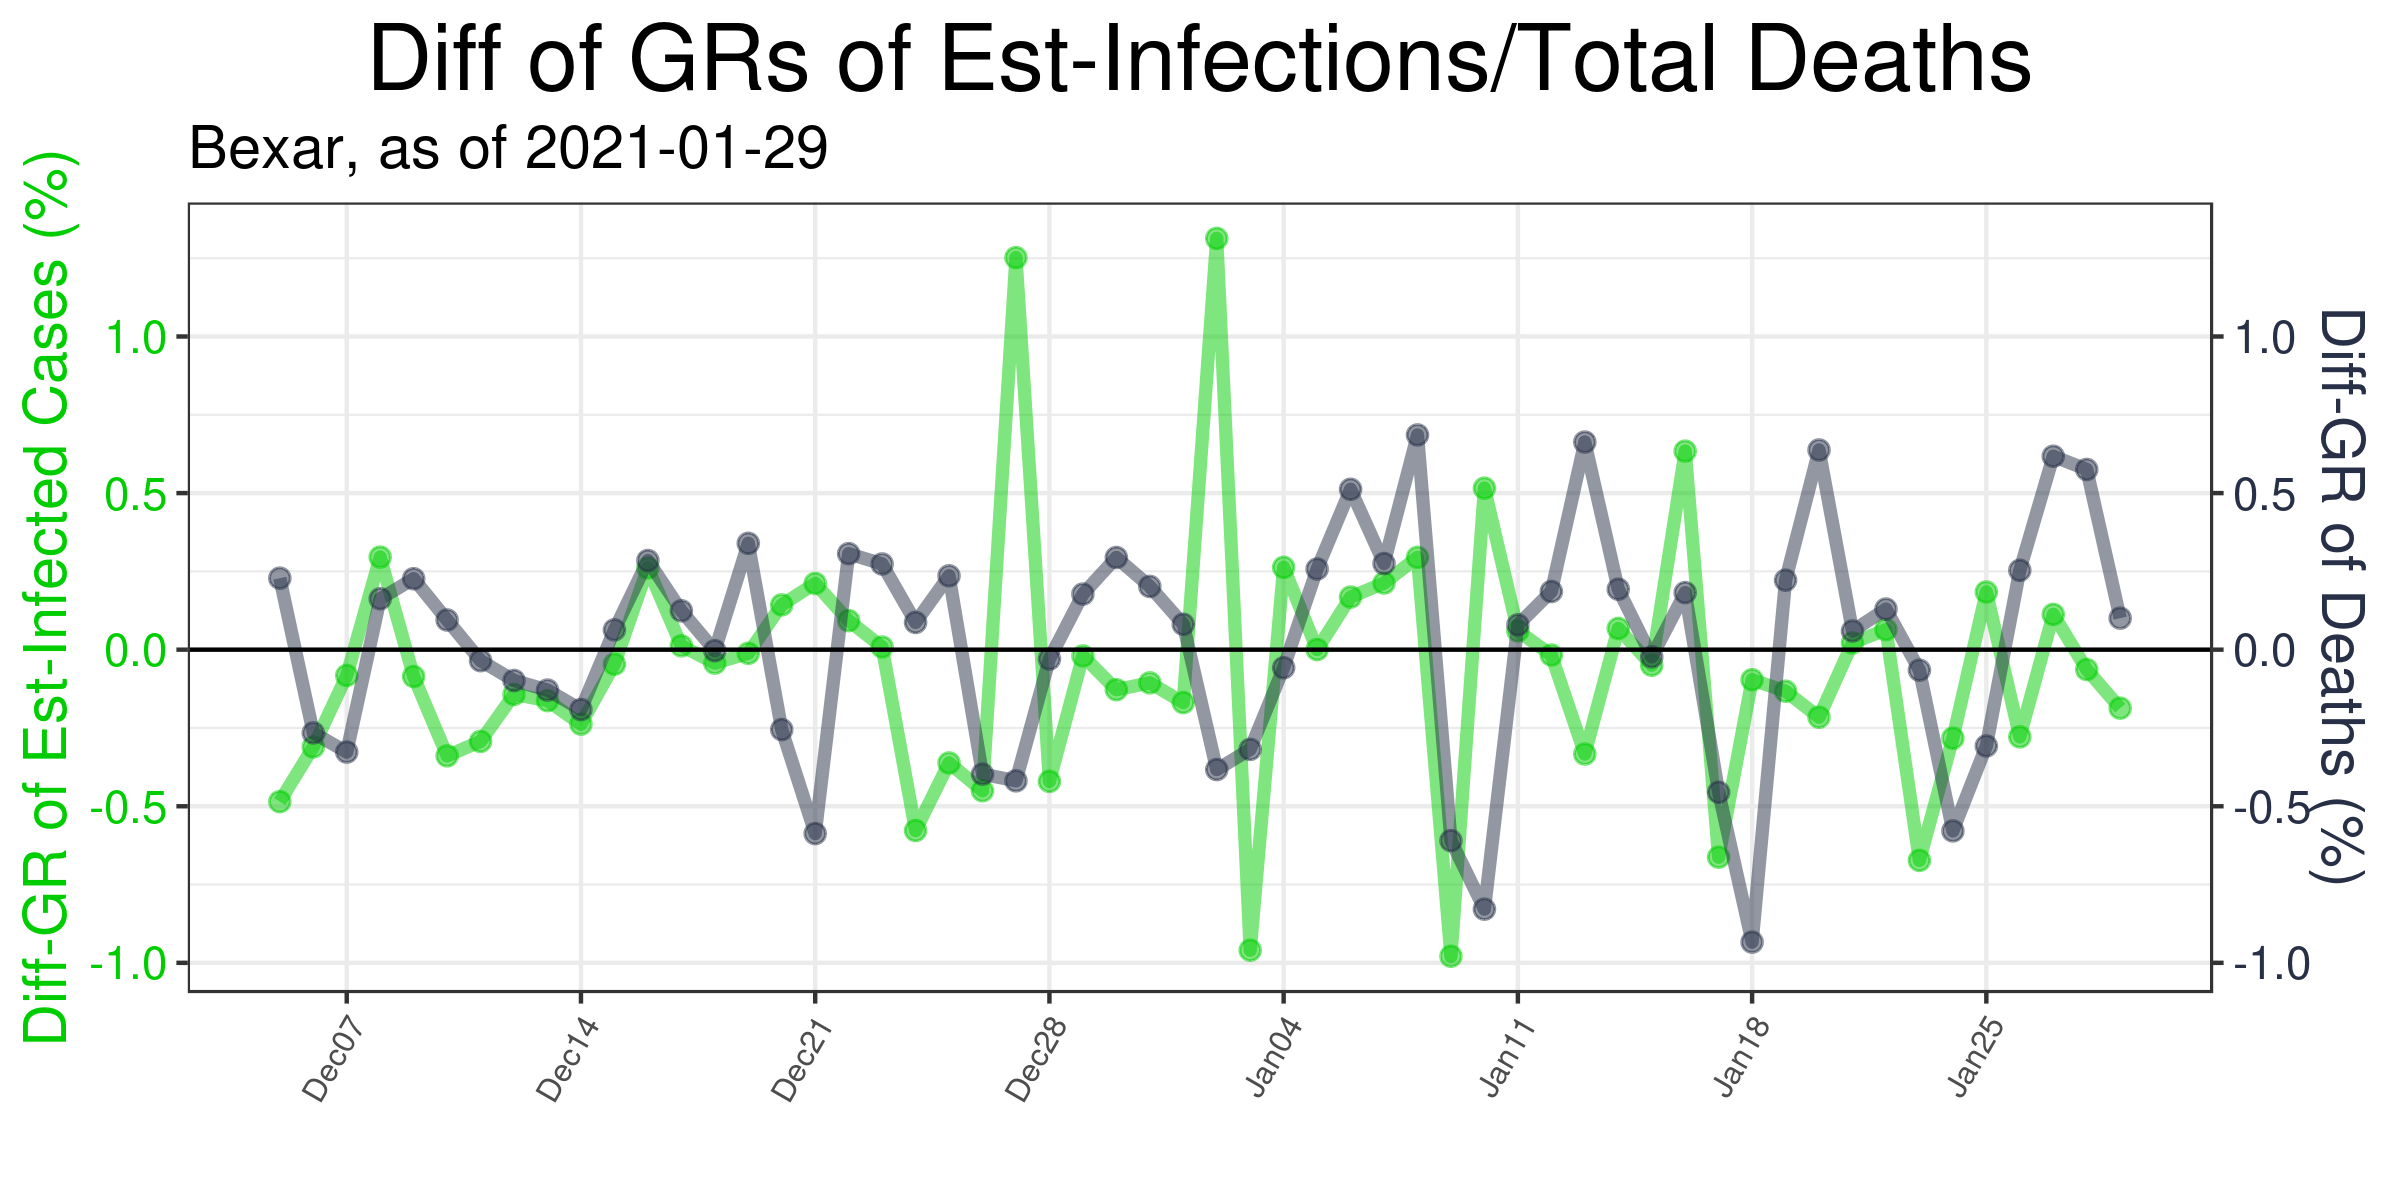 Diff of GRs of Est-Infections/Total Deaths
Bexar, as of 2021-01-29
Diff-GR of Est-Infected Cases (%)
1.0
0.5
0.0
-0.5
-1.0
1.0
0.5
0.0
-0.5
-1.0
Diff-GR of Deaths (%)
Dec07
Dec14
Dec21
Dec28
Jan04
Jan11
Jan18
Jan25